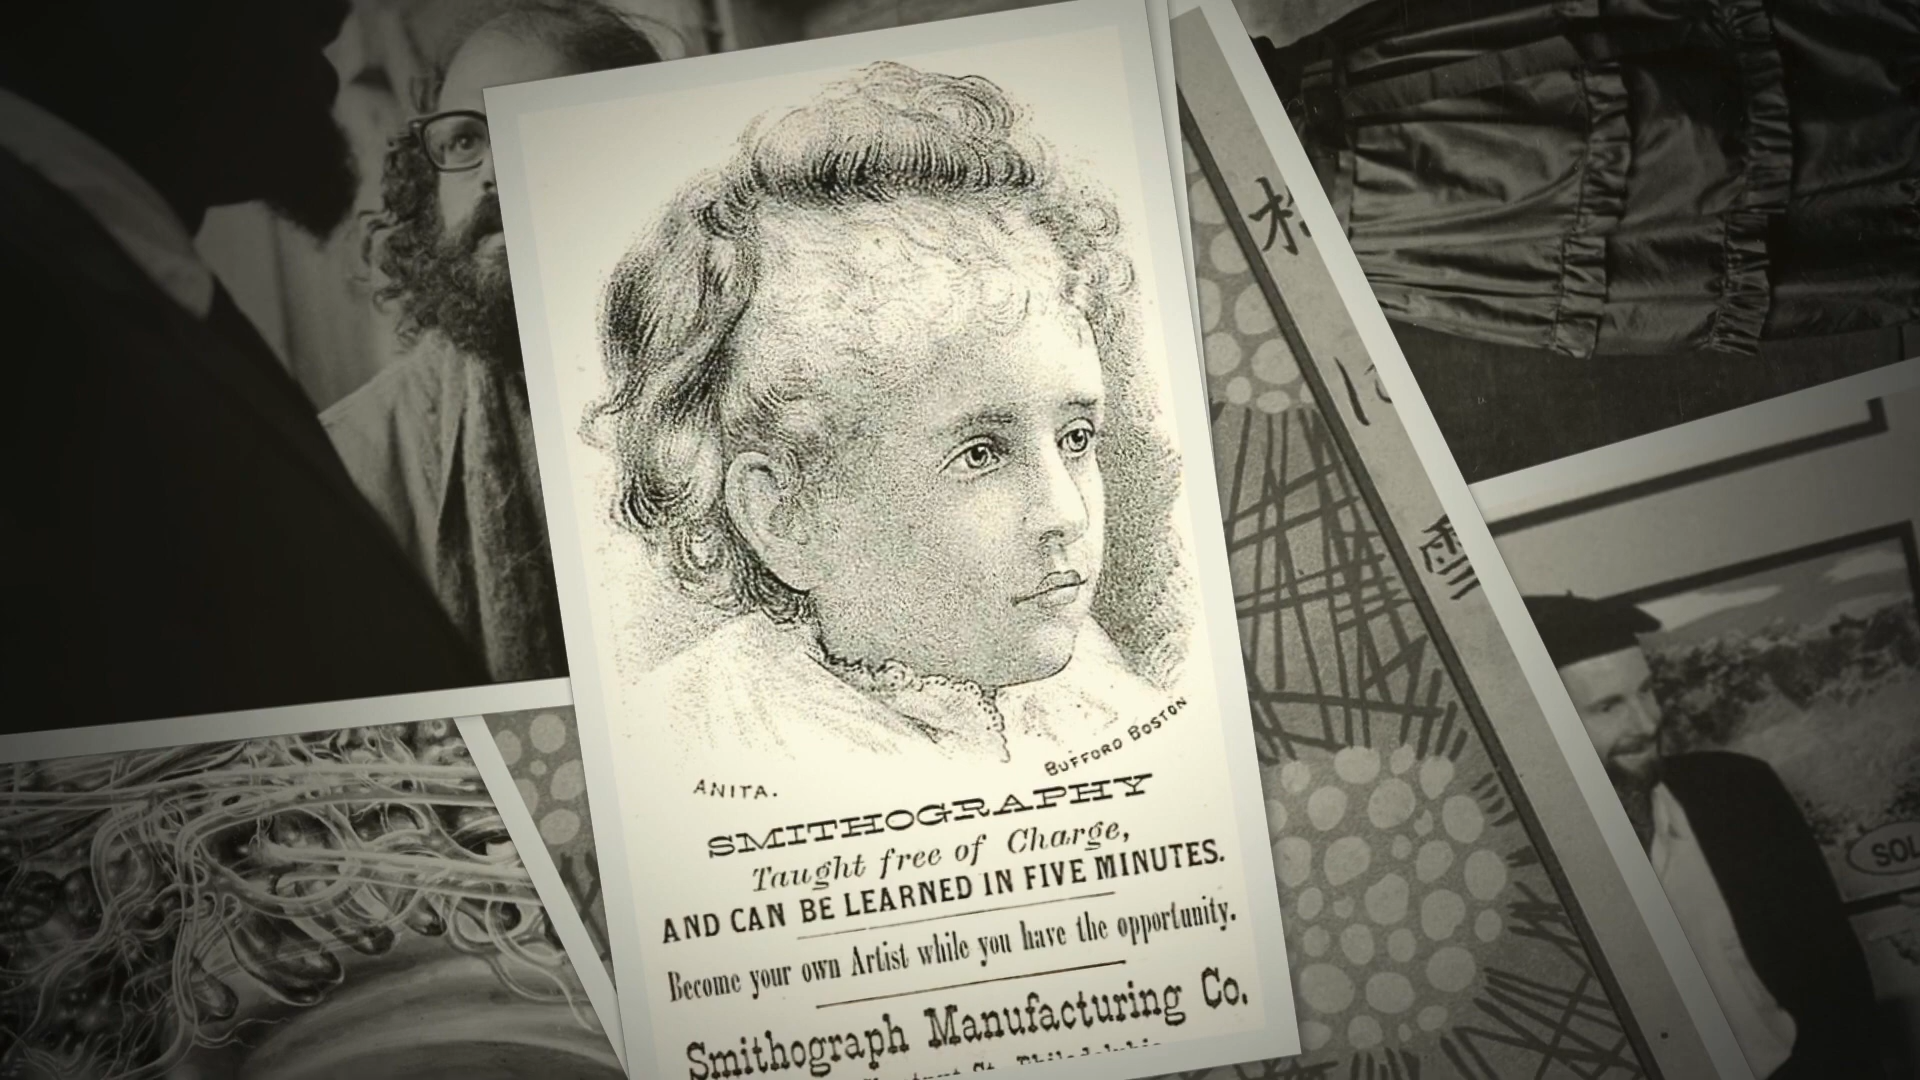 ANITA.
BUFFORD BOSTON
SMITHOGRAPHY
Taught free of Charge,
AND CAN BE LEARNED IN FIVE MINUTES.
Become your own Artist while you have the opportunity.
Smithograph Manufacturing Co.
SOL